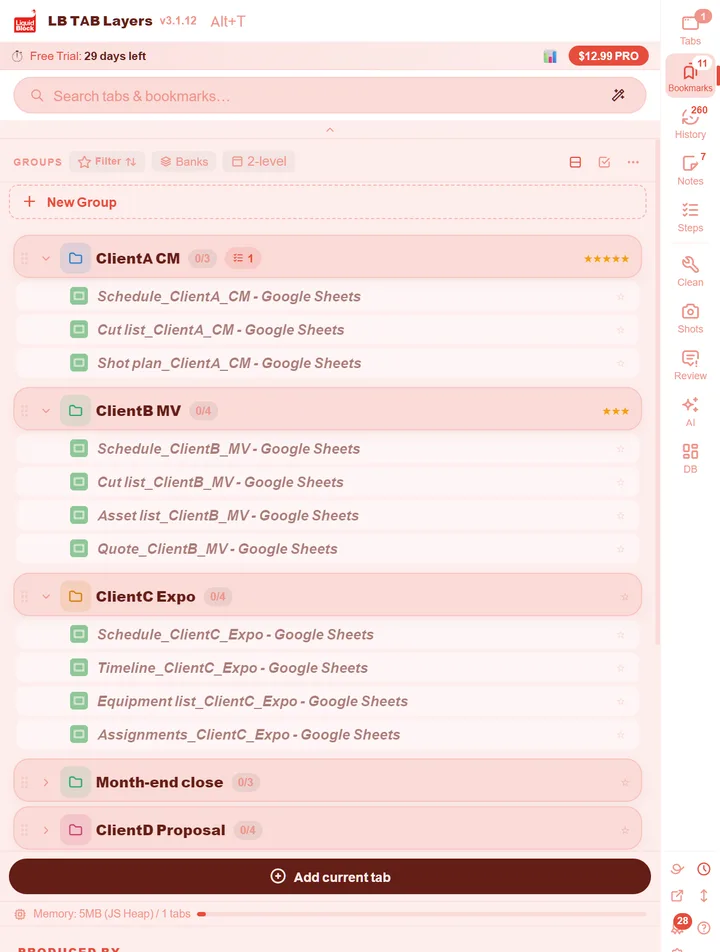 Liquid Block
LB TAB Layers v3.1.12 Alt+T
Free Trial: 29 days left
$12.99 PRO
Search tabs & bookmarks…
GROUPS Filter Banks 2-level
New Group
ClientA CM 0/3 1 ★★★★★
Schedule_ClientA_CM - Google Sheets
Cut list_ClientA_CM - Google Sheets
Shot plan_ClientA_CM - Google Sheets
ClientB MV 0/4 ★★★
Schedule_ClientB_MV - Google Sheets
Cut list_ClientB_MV - Google Sheets
Asset list_ClientB_MV - Google Sheets
Quote_ClientB_MV - Google Sheets
ClientC Expo 0/4
Schedule_ClientC_Expo - Google Sheets
Timeline_ClientC_Expo - Google Sheets
Equipment list_ClientC_Expo - Google Sheets
Assignments_ClientC_Expo - Google Sheets
Month-end close 0/3
ClientD Proposal 0/4
Add current tab
Memory: 5MB (JS Heap) / 1 tabs
PRODUCED BY
1
Tabs
11
Bookmarks
260
History
7
Notes
Steps
Clean
Shots
Review
AI
DB
28